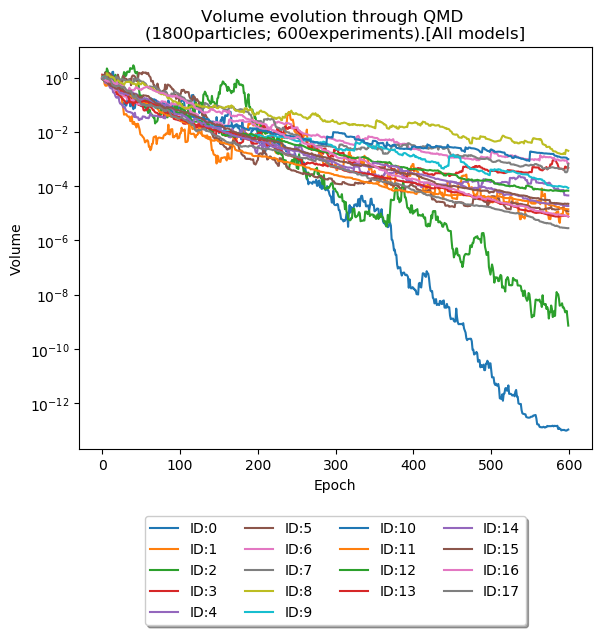 Volume evolution through QMD
(1800particles; 600experiments).[All models]
Volume
10^0
10^-2
10^-4
10^-6
10^-8
10^-10
10^-12
0 100 200 300 400 500 600
Epoch
ID:0 ID:5 ID:10 ID:14
ID:1 ID:6 ID:11 ID:15
ID:2 ID:7 ID:12 ID:16
ID:3 ID:8 ID:13 ID:17
ID:4 ID:9